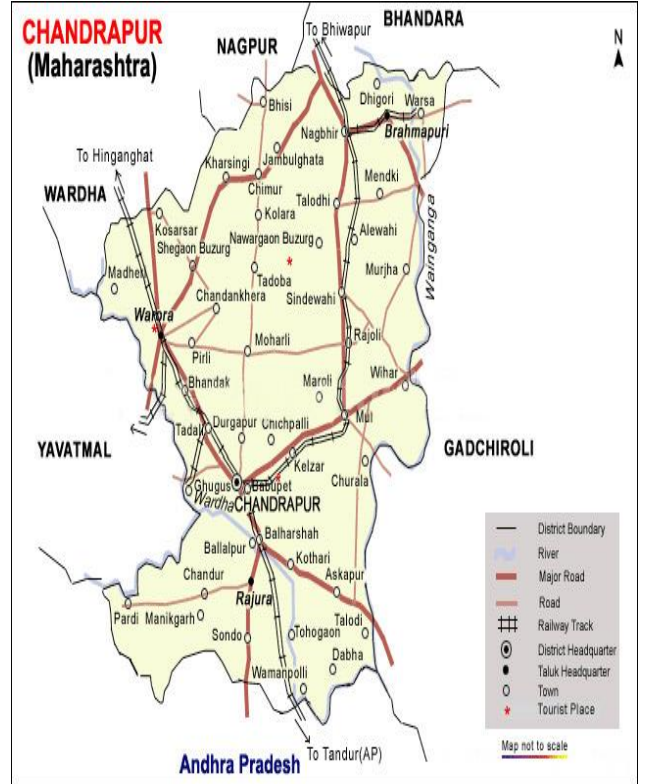 CHANDRAPUR
(Maharashtra)
BHANDARA
To Bhiwapur
NAGPUR
N
Dhigori
Warsa
Bhisi
Nagbhir
Brahmapuri
To Hinganghat
Kharsingi
Jambulghata
Chimur
Mendki
WARDHA
Talodhi
Kolara
Kosarsar
Nawargaon Buzurg
Alewahi
Shegaon Buzurg
Wainganga
Madheri
Tadoba
Murjha
Chandankhera
Sindewahi
Warora
Moharli
Rajoli
Pirli
Wihar
Bhandak
Maroli
Mul
Durgapur
Chichpalli
Tadali
YAVATMAL
GADCHIROLI
Kelzar
Churala
Ghugus
Babupet
Wardha
CHANDRAPUR
Balharshah
Ballalpur
Kothari
Chandur
Askapur
Rajura
Pardi
Manikgarh
Talodi
Sondo
Tohogaon
Dabha
Wamanpolli
To Tandur(AP)
Andhra Pradesh
District Boundary
River
Major Road
Road
Railway Track
District Headquarter
Taluk Headquarter
Town
Tourist Place
Map not to scale